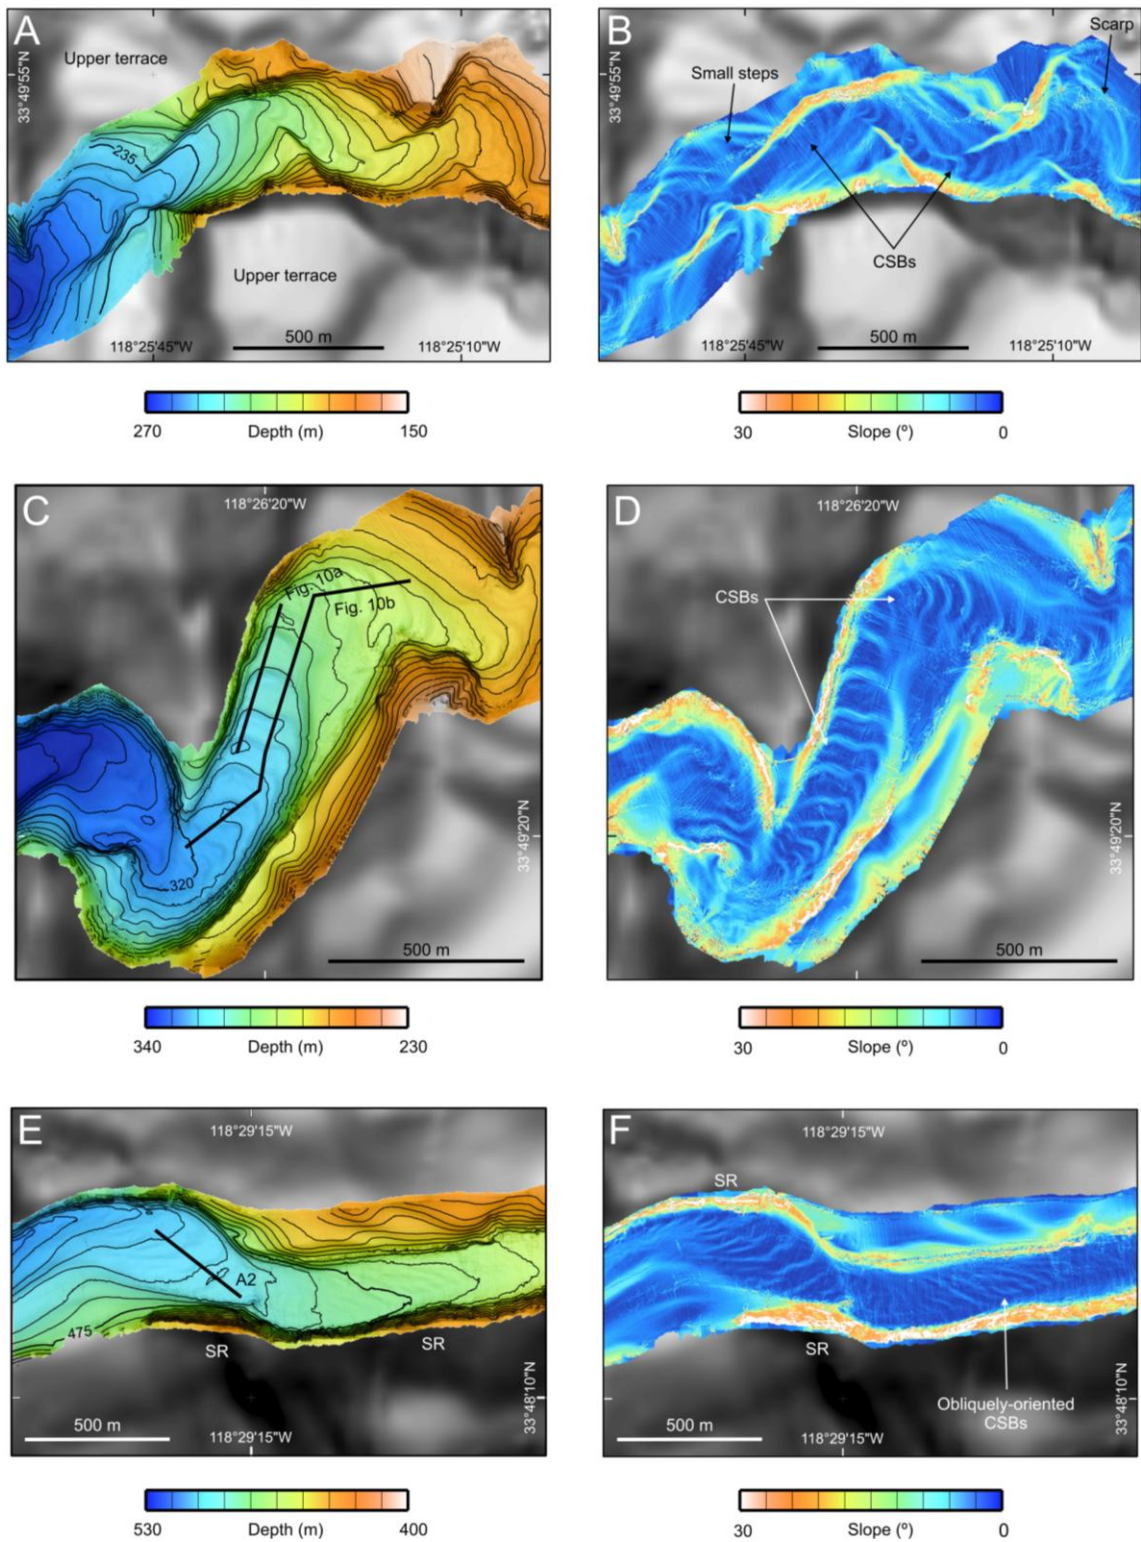 A
Upper terrace
33°49'55"N
235
Upper terrace
500 m
118°25'45"W
118°25'10"W
270
Depth (m)
150
B
Scarp
Small steps
33°49'55"N
CSBs
500 m
118°25'45"W
118°25'10"W
30
Slope (º)
0
C
118°26'20"W
Fig. 10a
Fig. 10b
33°49'20"N
320
500 m
340
Depth (m)
230
D
118°26'20"W
CSBs
33°49'20"N
500 m
30
Slope (º)
0
E
118°29'15"W
A2
475
SR
SR
33°48'10"N
500 m
118°29'15"W
530
Depth (m)
400
F
118°29'15"W
SR
SR
Obliquely-oriented
CSBs
33°48'10"N
500 m
118°29'15"W
30
Slope (º)
0